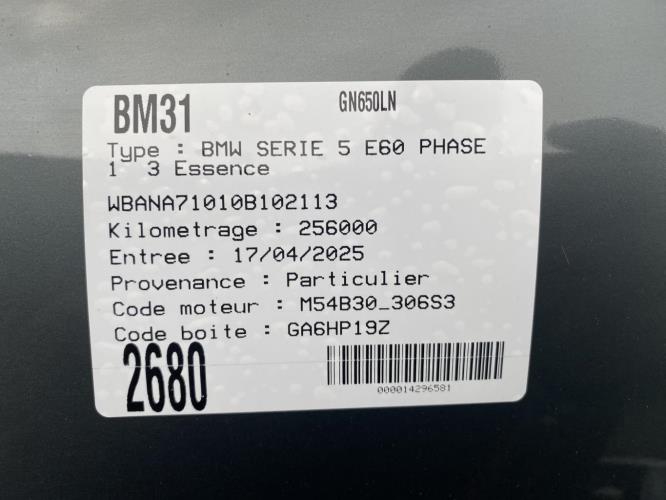 BM31 GN650LN
Type : BMW SERIE 5 E60 PHASE
1 3 Essence
WBANA71010B102113
Kilometrage : 256000
Entree : 17/04/2025
Provenance : Particulier
Code moteur : M54B30_306S3
Code boite : GA6HP19Z
2680
000014296581